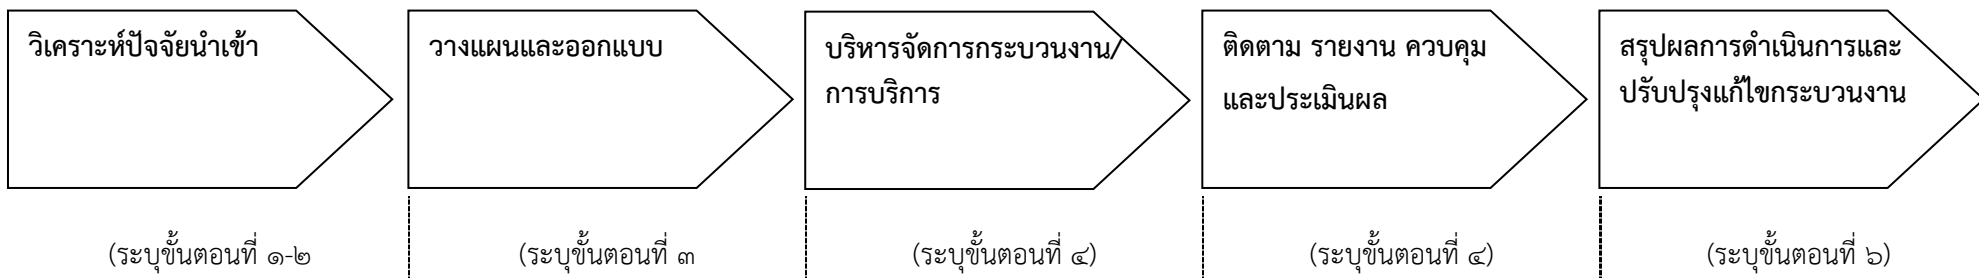 วิเคราะห์ปัจจัยนำเข้า
วางแผนและออกแบบ
บริหารจัดการกระบวนงาน/
การบริการ
ติดตาม รายงาน ควบคุม
และประเมินผล
สรุปผลการดำเนินการและ
ปรับปรุงแก้ไขกระบวนงาน
(ระบุขั้นตอนที่ ๑-๒
(ระบุขั้นตอนที่ ๓
(ระบุขั้นตอนที่ ๔)
(ระบุขั้นตอนที่ ๔)
(ระบุขั้นตอนที่ ๖)